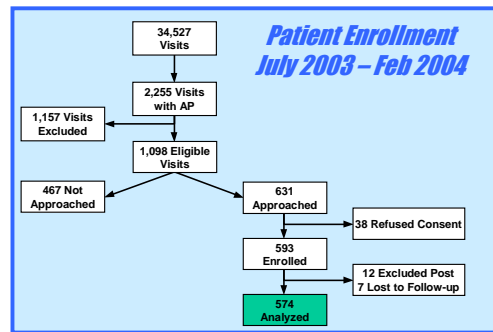 Patient Enrollment
July 2003 – Feb 2004
34,527
Visits
2,255 Visits
with AP
1,157 Visits
Excluded
1,098 Eligible
Visits
467 Not
Approached
631
Approached
38 Refused Consent
593
Enrolled
12 Excluded Post
7 Lost to Follow-up
574
Analyzed